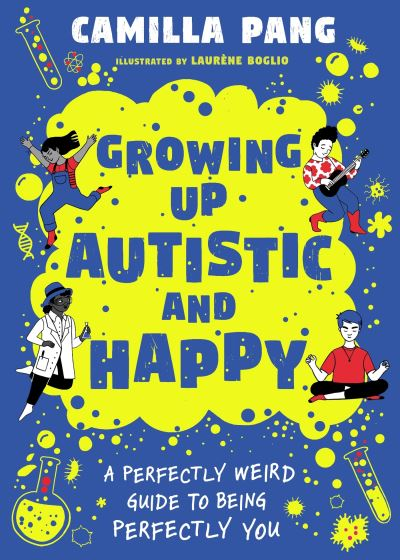 CAMILLA PANG
ILLUSTRATED BY LAURÈNE BOGLIO
GROWING
UP
AUTISTIC
AND
HAPPY
A PERFECTLY WEIRD
GUIDE TO BEING
PERFECTLY YOU